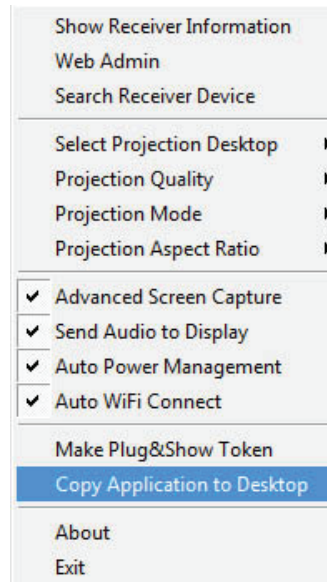 Show Receiver Information
Web Admin
Search Receiver Device
Select Projection Desktop
Projection Quality
Projection Mode
Projection Aspect Ratio
Advanced Screen Capture
Send Audio to Display
Auto Power Management
Auto WiFi Connect
Make Plug&Show Token
Copy Application to Desktop
About
Exit